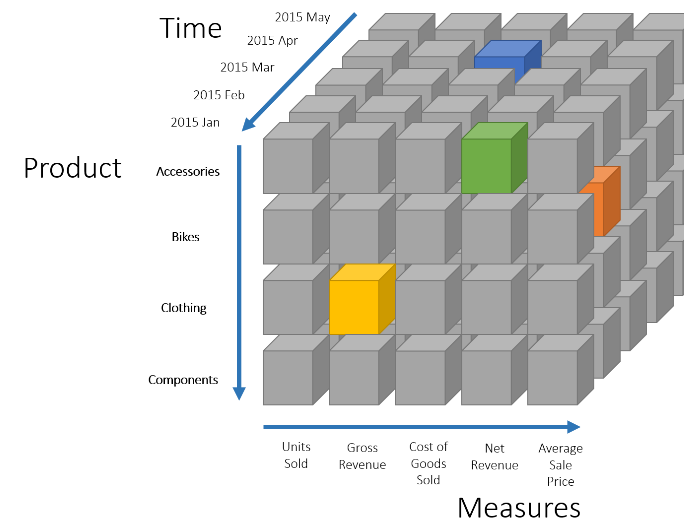 Time
2015 May
2015 Apr
2015 Mar
2015 Feb
2015 Jan
Product
Accessories
Bikes
Clothing
Components
Units
Sold
Gross
Revenue
Cost of
Goods
Sold
Net
Revenue
Average
Sale
Price
Measures